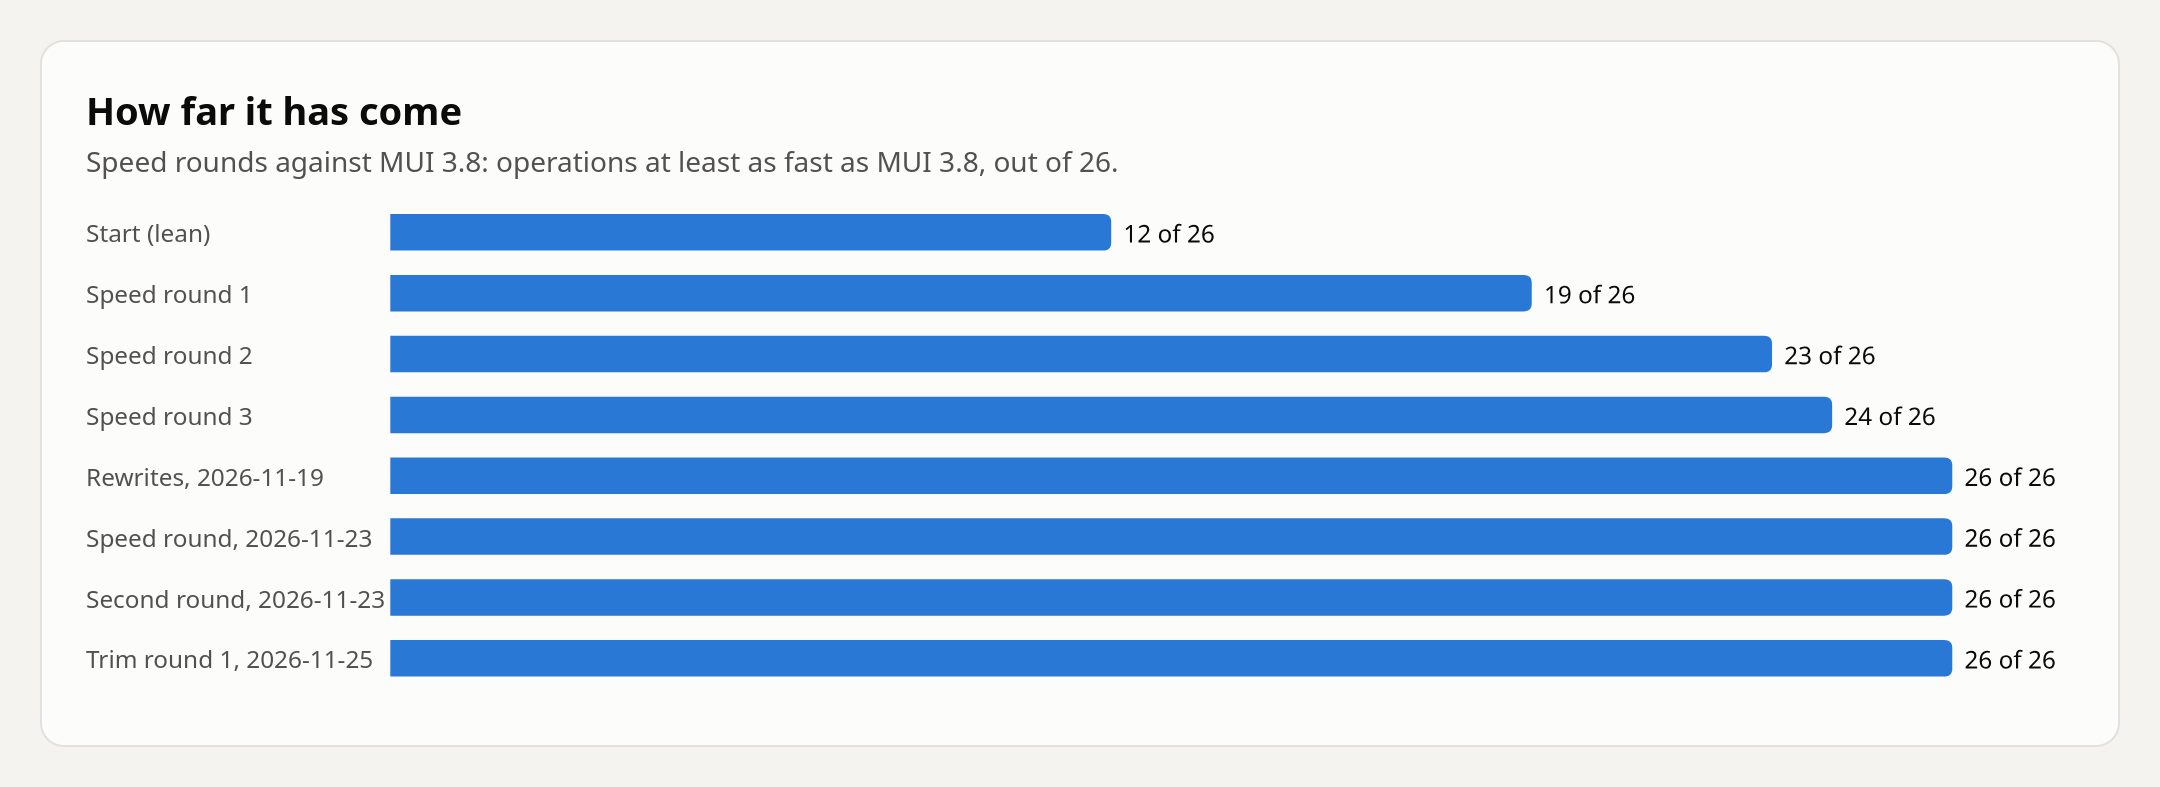 How far it has come
Speed rounds against MUI 3.8: operations at least as fast as MUI 3.8, out of 26.
Start (lean) 12 of 26
Speed round 1 19 of 26
Speed round 2 23 of 26
Speed round 3 24 of 26
Rewrites, 2026-11-19 26 of 26
Speed round, 2026-11-23 26 of 26
Second round, 2026-11-23 26 of 26
Trim round 1, 2026-11-25 26 of 26